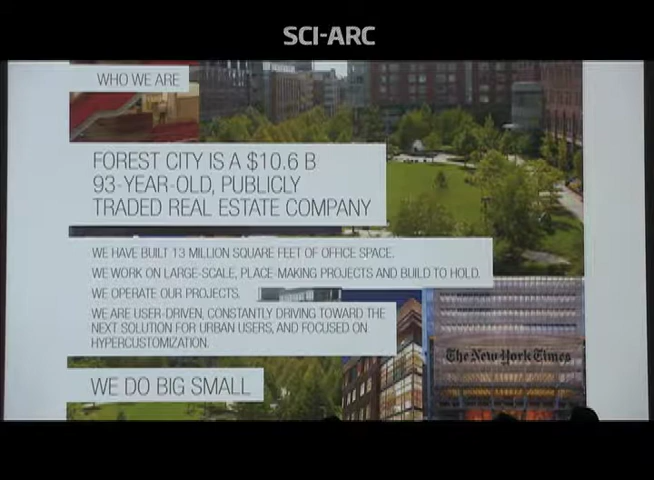 SCI-ARC
WHO WE ARE
FOREST CITY IS A $10.6 B
93-YEAR-OLD, PUBLICLY
TRADED REAL ESTATE COMPANY
WE HAVE BUILT 13 MILLION SQUARE FEET OF OFFICE SPACE.
WE WORK ON LARGE-SCALE, PLACE-MAKING PROJECTS AND BUILD TO HOLD.
WE OPERATE OUR PROJECTS.
WE ARE USER-DRIVEN, CONSTANTLY DRIVING TOWARD THE
NEXT SOLUTION FOR URBAN USERS, AND FOCUSED ON
HYPERCUSTOMIZATION.
The New York Times
WE DO BIG SMALL